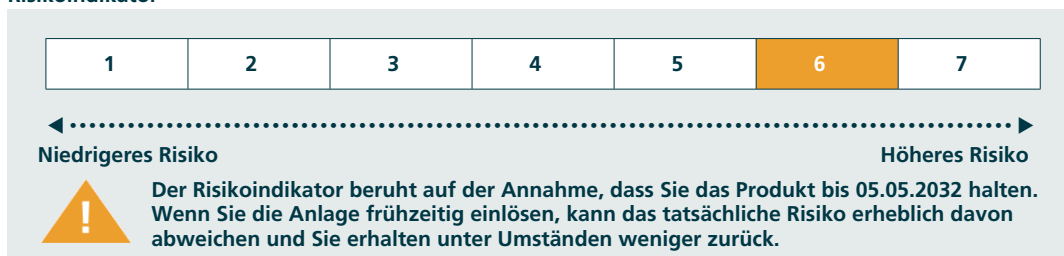 Risikoindikator
1 2 3 4 5 6 7
Niedrigeres Risiko Höheres Risiko
!
Der Risikoindikator beruht auf der Annahme, dass Sie das Produkt bis 05.05.2032 halten.
Wenn Sie die Anlage frühzeitig einlösen, kann das tatsächliche Risiko erheblich davon
abweichen und Sie erhalten unter Umständen weniger zurück.